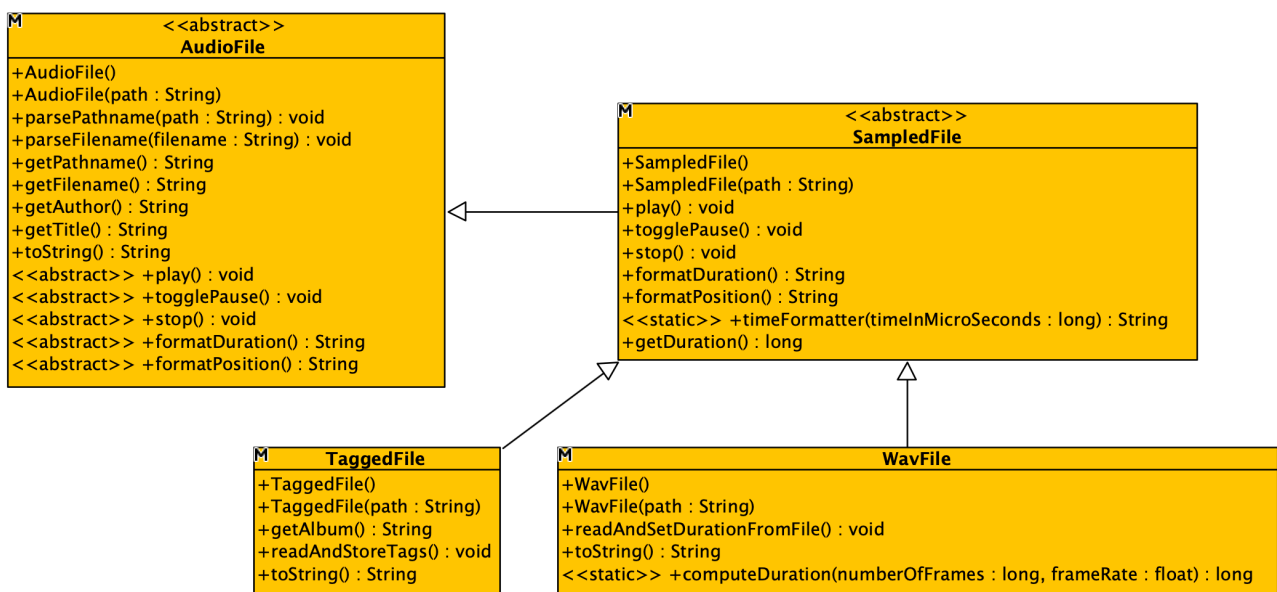 M
<<abstract>>
AudioFile
+AudioFile()
+AudioFile(path : String)
+parsePathname(path : String) : void
+parseFilename(filename : String) : void
+getPathname() : String
+getFilename() : String
+getAuthor() : String
+getTitle() : String
+toString() : String
<<abstract>> +play() : void
<<abstract>> +togglePause() : void
<<abstract>> +stop() : void
<<abstract>> +formatDuration() : String
<<abstract>> +formatPosition() : String
M
<<abstract>>
SampledFile
+SampledFile()
+SampledFile(path : String)
+play() : void
+togglePause() : void
+stop() : void
+formatDuration() : String
+formatPosition() : String
<<static>> +timeFormatter(timeInMicroSeconds : long) : String
+getDuration() : long
M
TaggedFile
+TaggedFile()
+TaggedFile(path : String)
+getAlbum() : String
+readAndStoreTags() : void
+toString() : String
M
WavFile
+WavFile()
+WavFile(path : String)
+readAndSetDurationFromFile() : void
+toString() : String
<<static>> +computeDuration(numberOfFrames : long, frameRate : float) : long